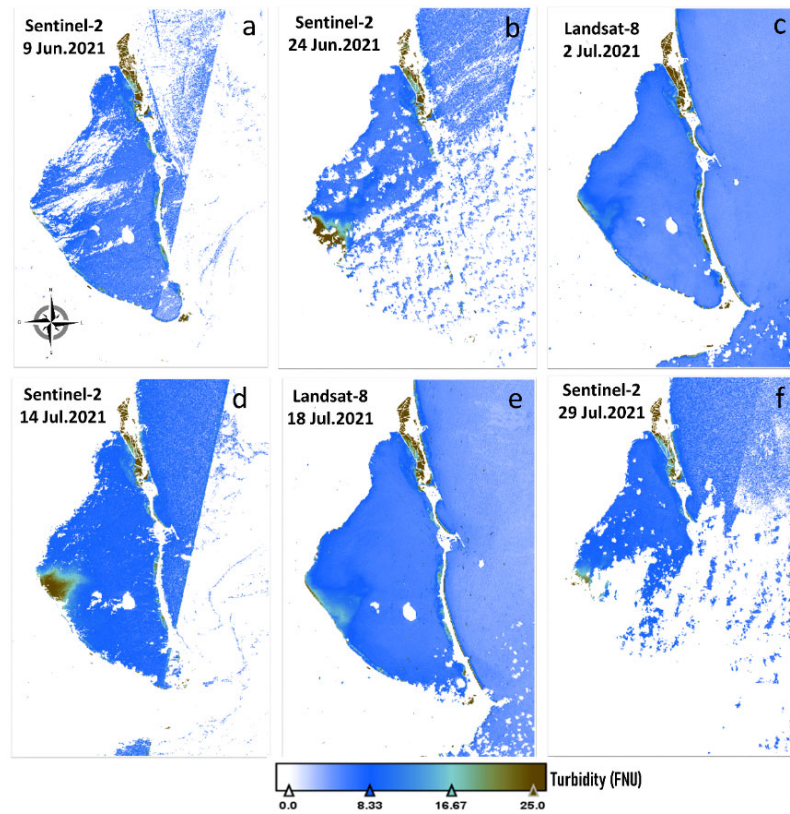 Sentinel-2
9 Jun.2021
a
Sentinel-2
24 Jun.2021
b
Landsat-8
2 Jul.2021
c
Sentinel-2
14 Jul.2021
d
Landsat-8
18 Jul.2021
e
Sentinel-2
29 Jul.2021
f
Turbidity (FNU)
0.0 8.33 16.67 25.0